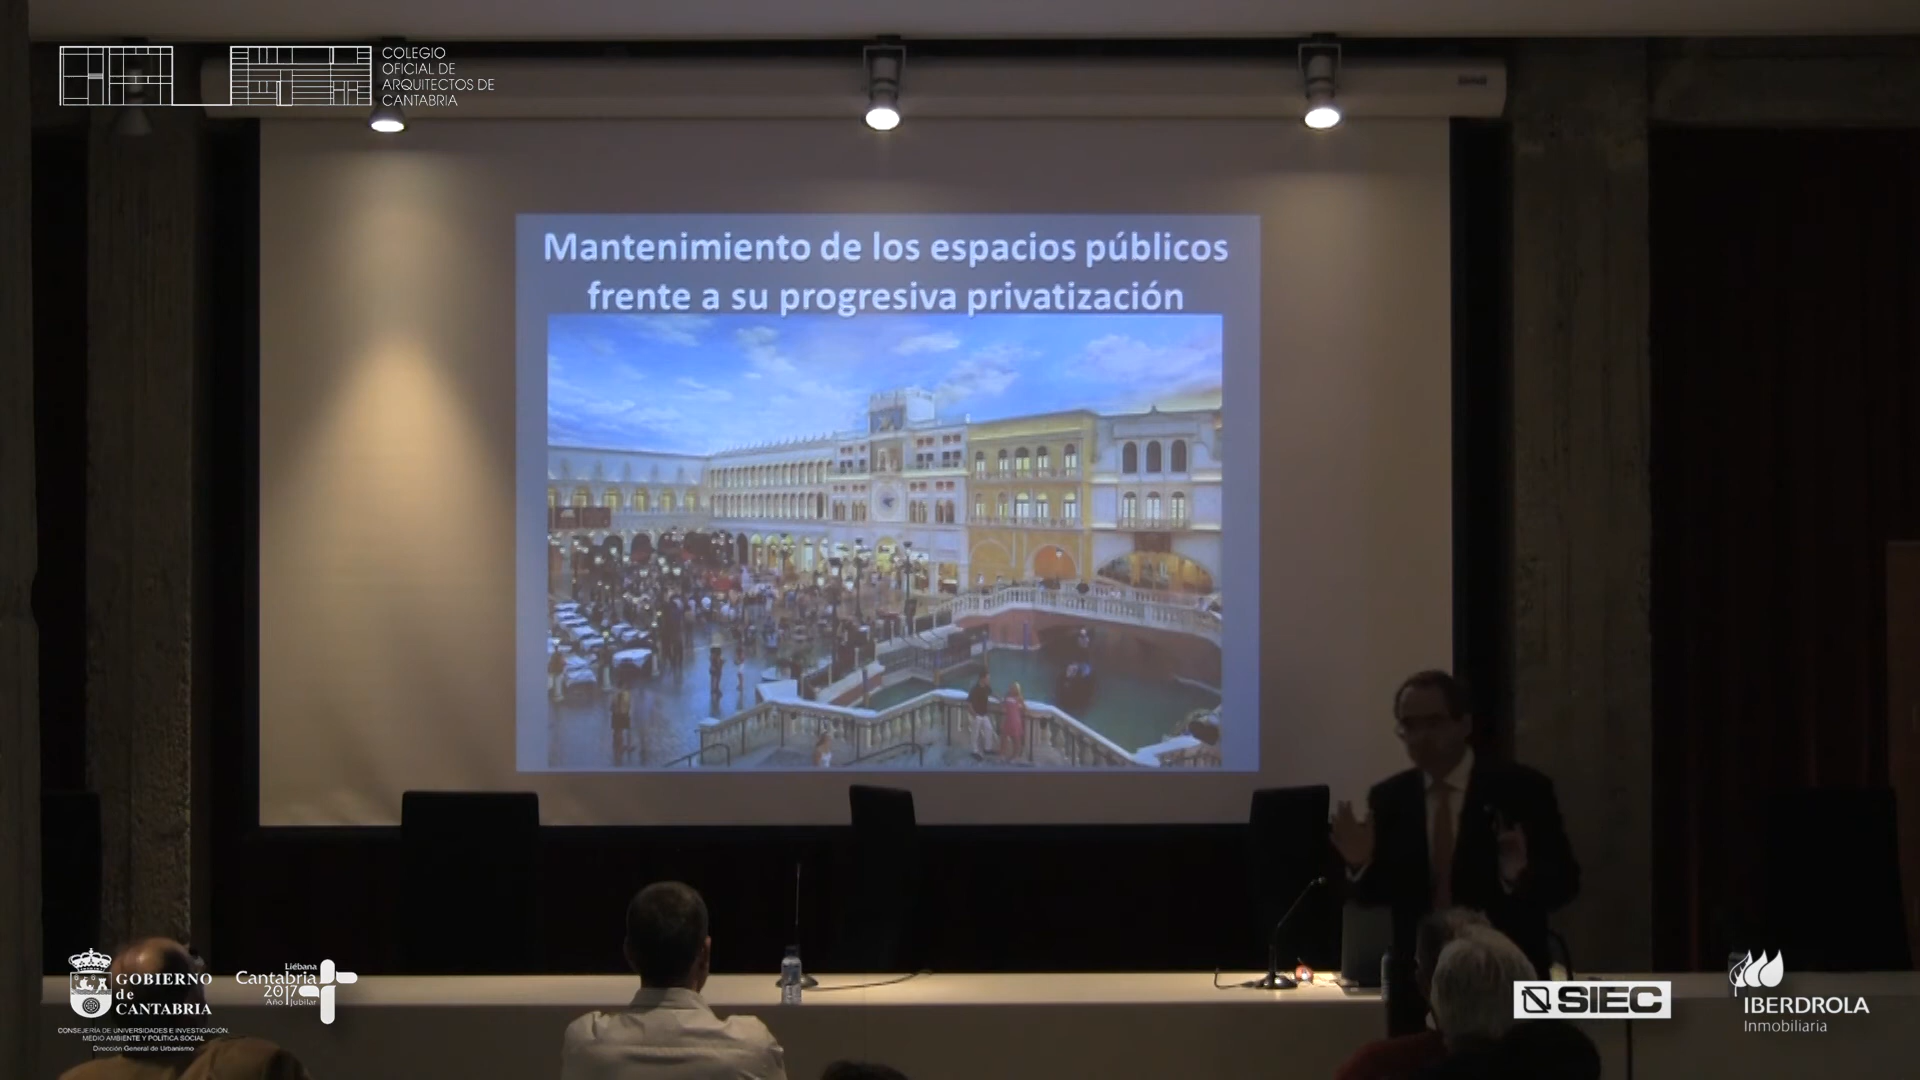 COLEGIO
OFICIAL DE
ARQUITECTOS DE
CANTABRIA
Mantenimiento de los espacios públicos
frente a su progresiva privatización
GOBIERNO
de
CANTABRIA
CONSEJERÍA DE UNIVERSIDADES E INVESTIGACIÓN,
MEDIO AMBIENTE Y POLÍTICA SOCIAL
Dirección General de Urbanismo
Liébana
Cantabria
2017
Año Jubilar
SIEC
IBERDROLA
Inmobiliaria